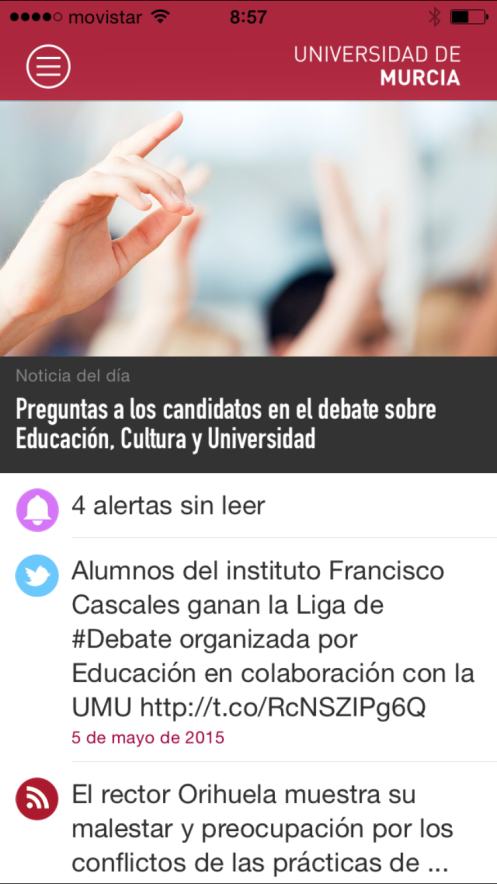 movistar 8:57
UNIVERSIDAD DE
MURCIA
Noticia del día
Preguntas a los candidatos en el debate sobre
Educación, Cultura y Universidad
4 alertas sin leer
Alumnos del instituto Francisco
Cascales ganan la Liga de
#Debate organizada por
Educación en colaboración con la
UMU http://t.co/RcNSZIPg6Q
5 de mayo de 2015
El rector Orihuela muestra su
malestar y preocupación por los
conflictos de las prácticas de ...